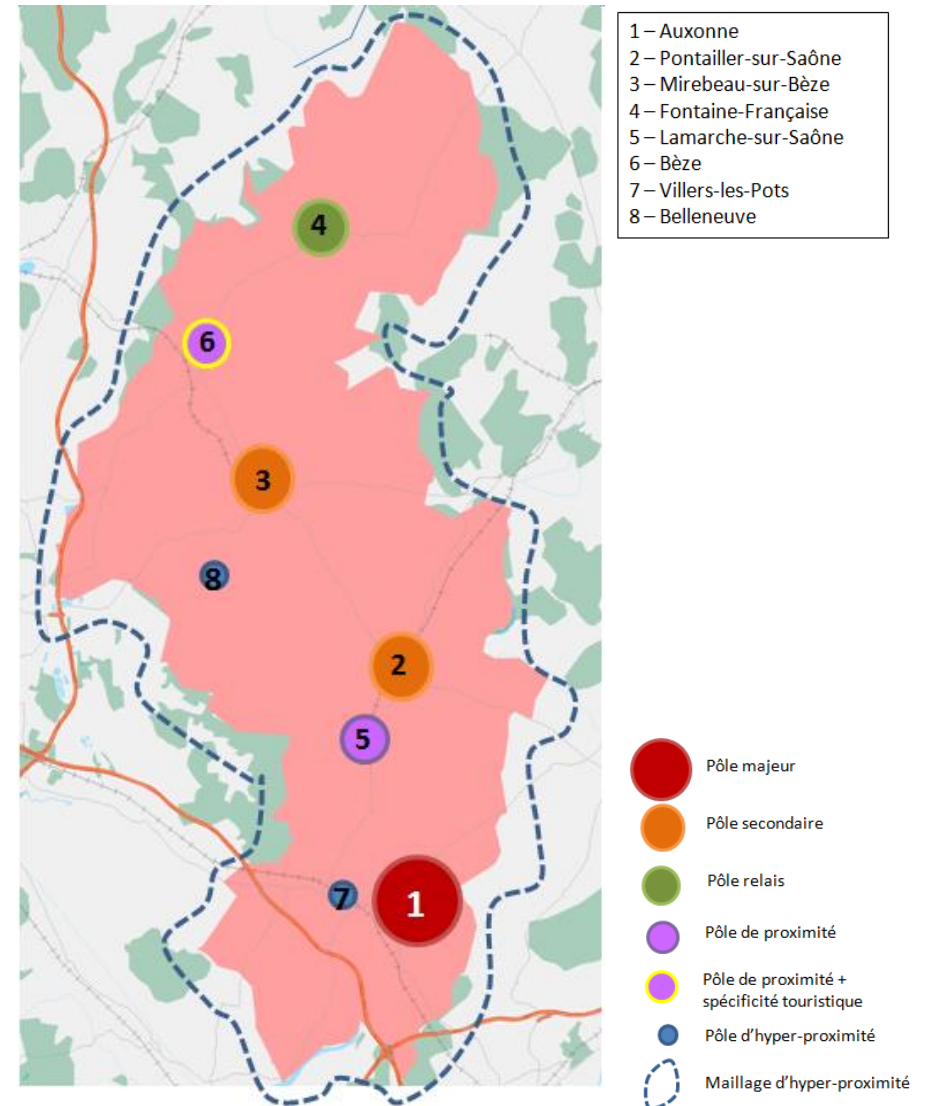 1 – Auxonne
2 – Pontailler-sur-Saône
3 – Mirebeau-sur-Bèze
4 – Fontaine-Française
5 – Lamarche-sur-Saône
6 – Bèze
7 – Villers-les-Pots
8 – Belleneuve
4
6
3
8
2
5
7
1
Pôle majeur
Pôle secondaire
Pôle relais
Pôle de proximité
Pôle de proximité +
spécificité touristique
Pôle d’hyper-proximité
Maillage d’hyper-proximité